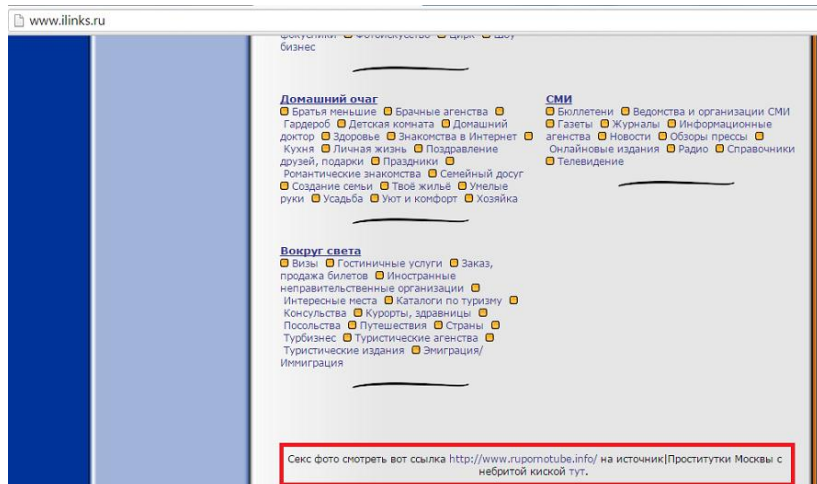 www.ilinks.ru
фокусники Фотоискусство Цирк Шоу
бизнес
Домашний очаг
Братья меньшие Брачные агенства
Гардероб Детская комната Домашний
доктор Здоровье Знакомства в Интернет
Кухня Личная жизнь Поздравление
друзей, подарки Праздники
Романтические знакомства Семейный досуг
Создание семьи Твоё жильё Умелые
руки Усадьба Уют и комфорт Хозяйка
СМИ
Бюллетени Ведомства и организации СМИ
Газеты Журналы Информационные
агенства Новости Обзоры прессы
Онлайновые издания Радио Справочники
Телевидение
Вокруг света
Визы Гостиничные услуги Заказ,
продажа билетов Иностранные
неправительственные организации
Интересные места Каталоги по туризму
Консульства Курорты, здравницы
Посольства Путешествия Страны
Турбизнес Туристические агенства
Туристические издания Эмиграция/
Иммиграция
Секс фото смотреть вот ссылка http://www.rupornotube.info/ на источник|Проститутки Москвы с
небритой киской тут.